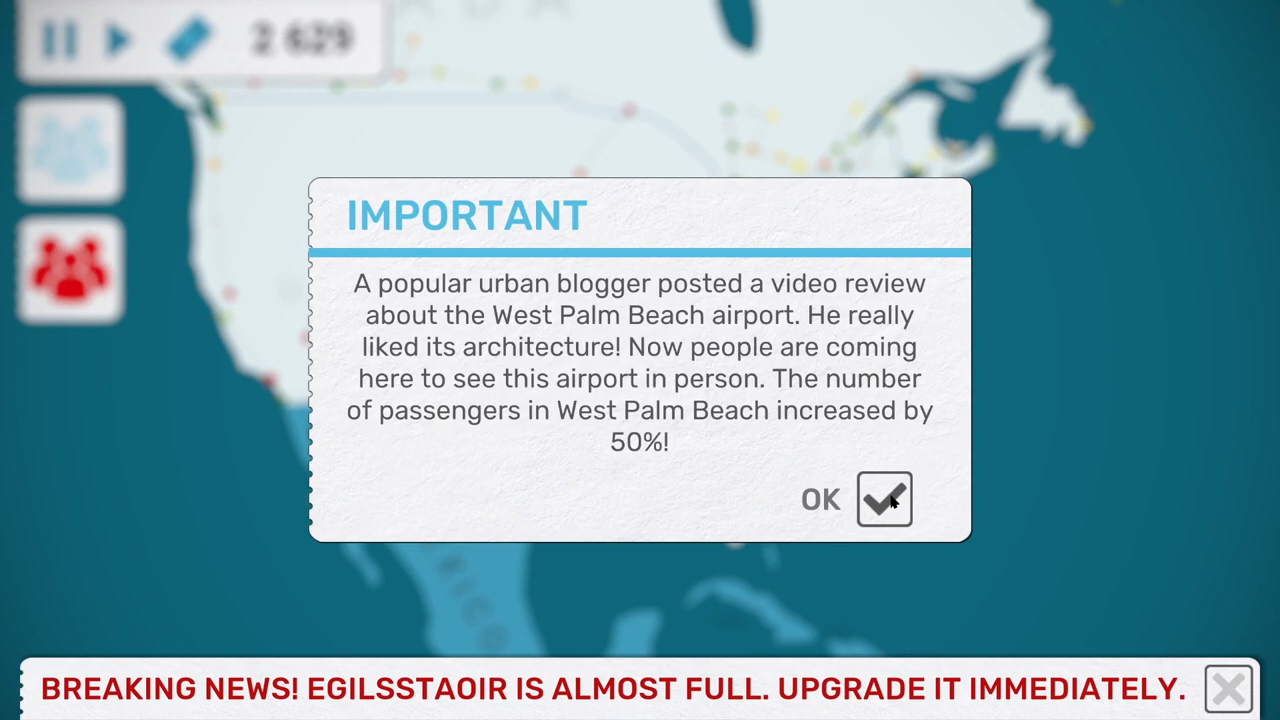 2 629
IMPORTANT
A popular urban blogger posted a video review
about the West Palm Beach airport. He really
liked its architecture! Now people are coming
here to see this airport in person. The number
of passengers in West Palm Beach increased by
50%!
OK
BREAKING NEWS! EGILSSTAOIR IS ALMOST FULL. UPGRADE IT IMMEDIATELY.